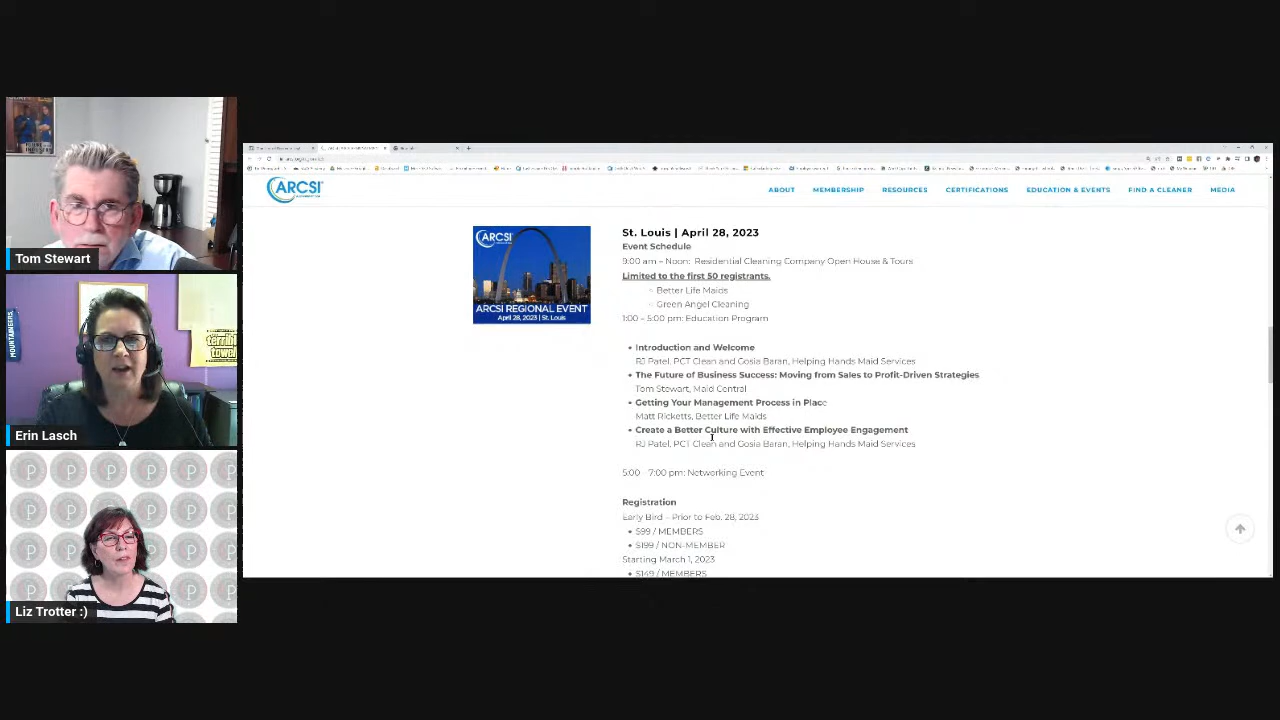 Tom Stewart
MOUNTAINEERS
terrible
towel
Erin Lasch
Liz Trotter :)
ARCSI
ABOUT
MEMBERSHIP
RESOURCES
CERTIFICATIONS
EDUCATION & EVENTS
FIND A CLEANER
MEDIA
ARCSI
ARCSI REGIONAL EVENT
April 28, 2023 | St. Louis
St. Louis | April 28, 2023
Event Schedule
9:00 am – Noon: Residential Cleaning Company Open House & Tours
Limited to the first 50 registrants.
Better Life Maids
Green Angel Cleaning
1:00 – 5:00 pm: Education Program
• Introduction and Welcome
RJ Patel, PCT Clean and Gosia Baran, Helping Hands Maid Services
• The Future of Business Success: Moving from Sales to Profit-Driven Strategies
Tom Stewart, Maid Central
• Getting Your Management Process in Place
Matt Ricketts, Better Life Maids
• Create a Better Culture with Effective Employee Engagement
RJ Patel, PCT Clean and Gosia Baran, Helping Hands Maid Services
5:00 – 7:00 pm: Networking Event
Registration
Early Bird – Prior to Feb. 28, 2023
• $99 / MEMBERS
• $199 / NON-MEMBER
Starting March 1, 2023
• $149 / MEMBERS